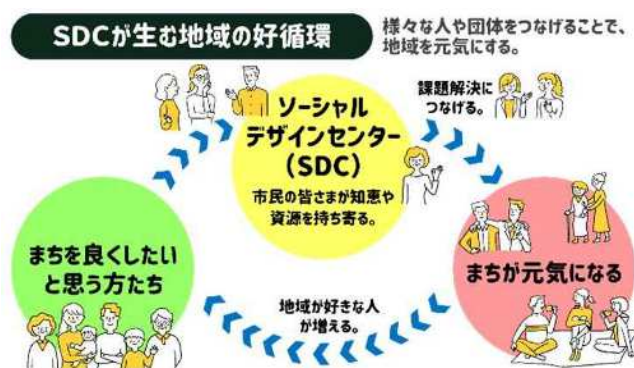 SDCが生む地域の好循環
様々な人や団体をつなげることで、
地域を元気にする。
課題解決に
つなげる。
ソーシャル
デザインセンター
(SDC)
市民の皆さまが知恵や
資源を持ち寄る。
まちを良くしたい
と思う方たち
まちが元気になる
地域が好きな人
が増える。